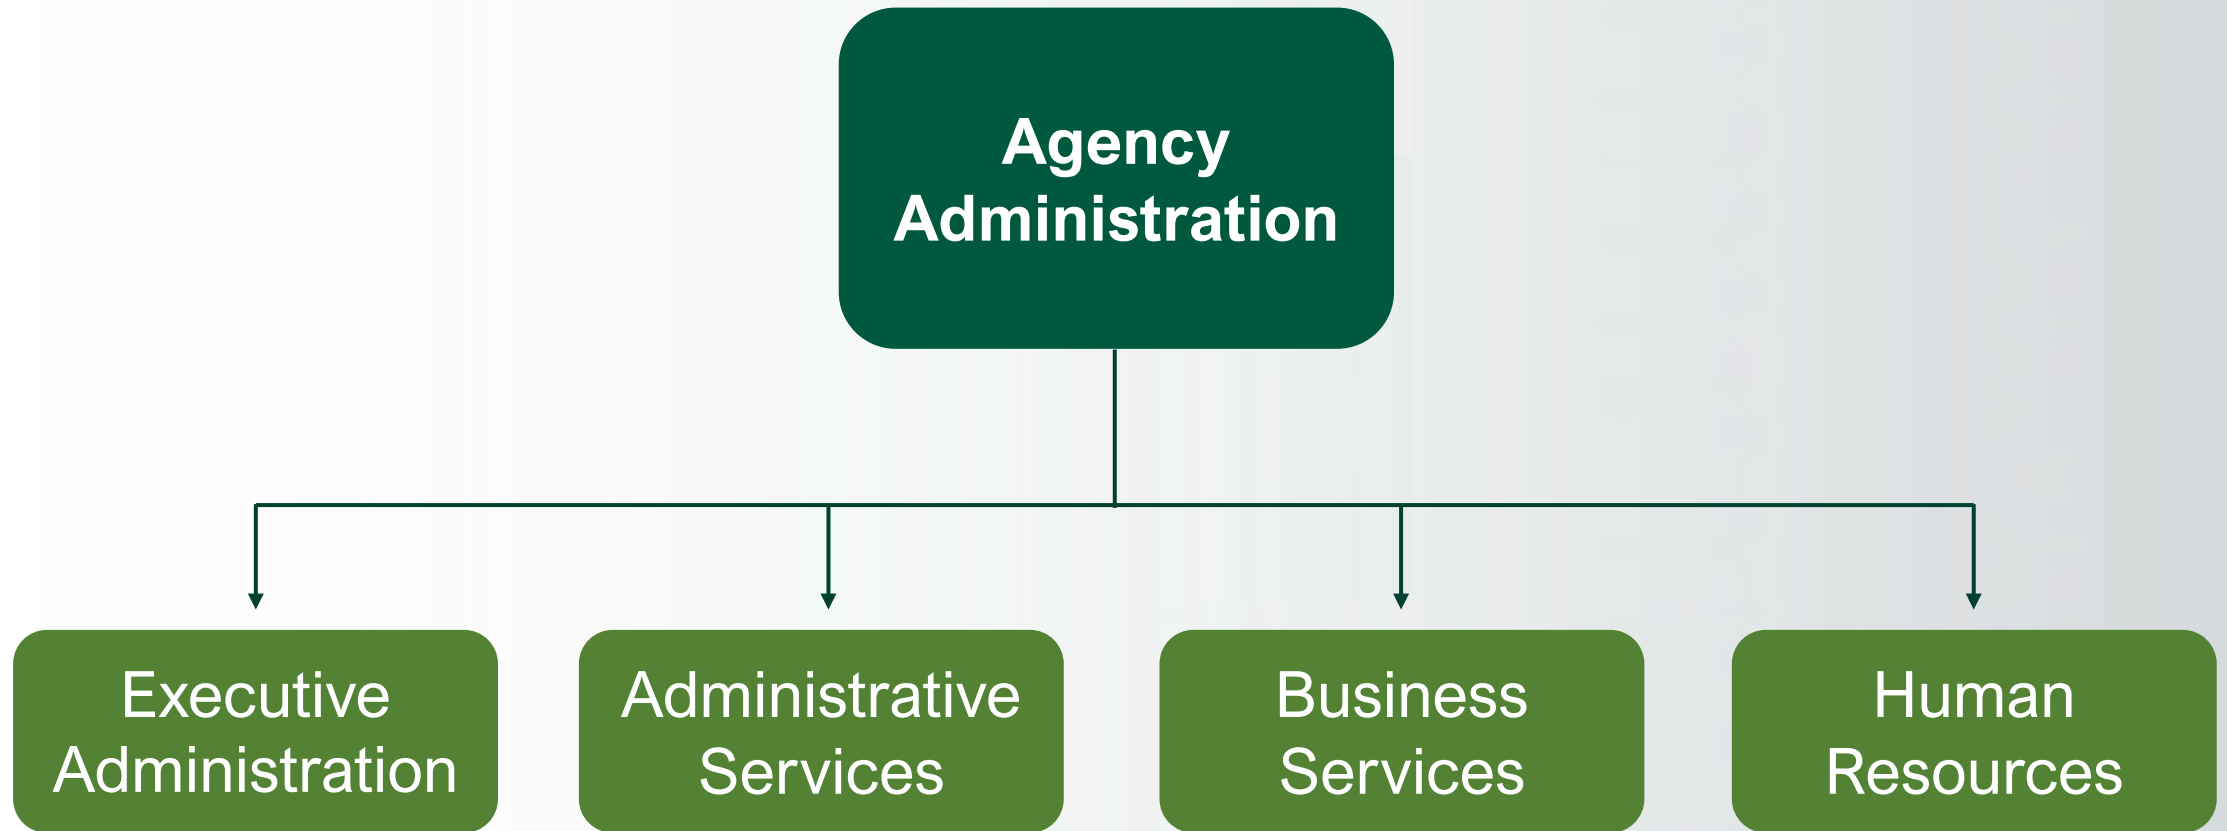 Agency
Administration
Executive
Administration
Administrative
Services
Business
Services
Human
Resources